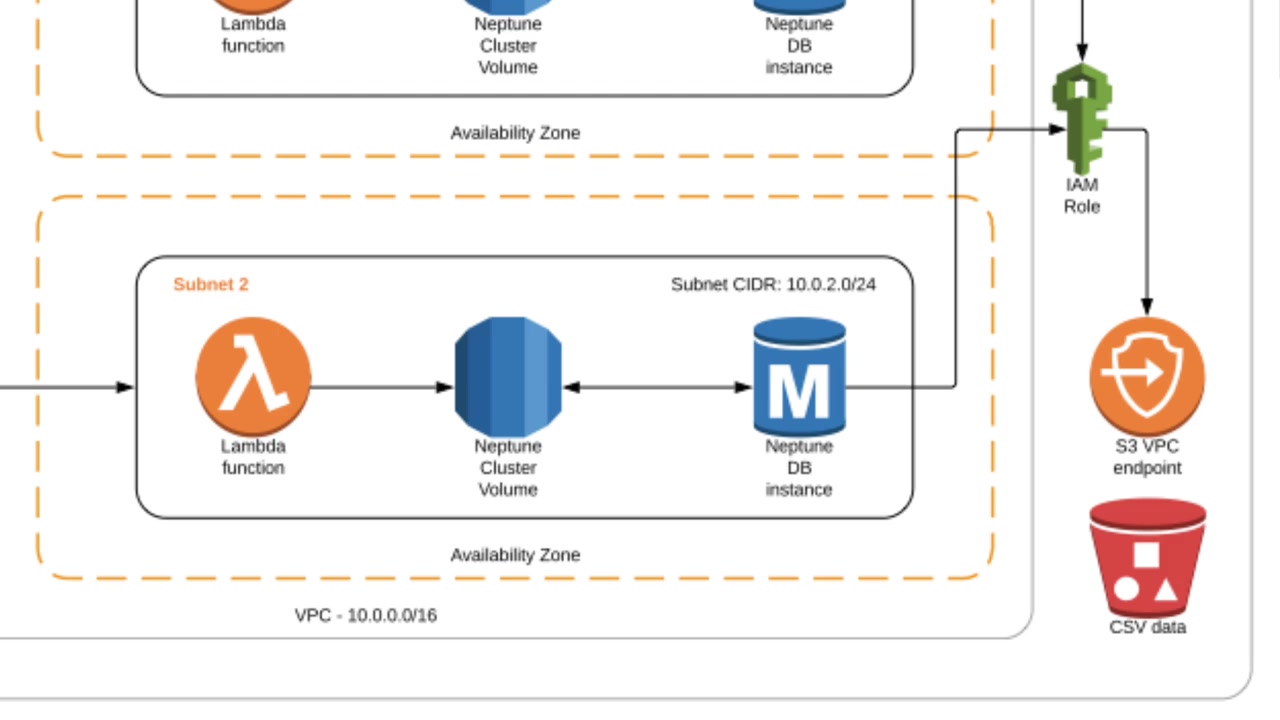 Lambda
function
Neptune
Cluster
Volume
Neptune
DB
instance
Availability Zone
IAM
Role
Subnet 2
Subnet CIDR: 10.0.2.0/24
λ
M
Lambda
function
Neptune
Cluster
Volume
Neptune
DB
instance
S3 VPC
endpoint
Availability Zone
VPC - 10.0.0.0/16
CSV data